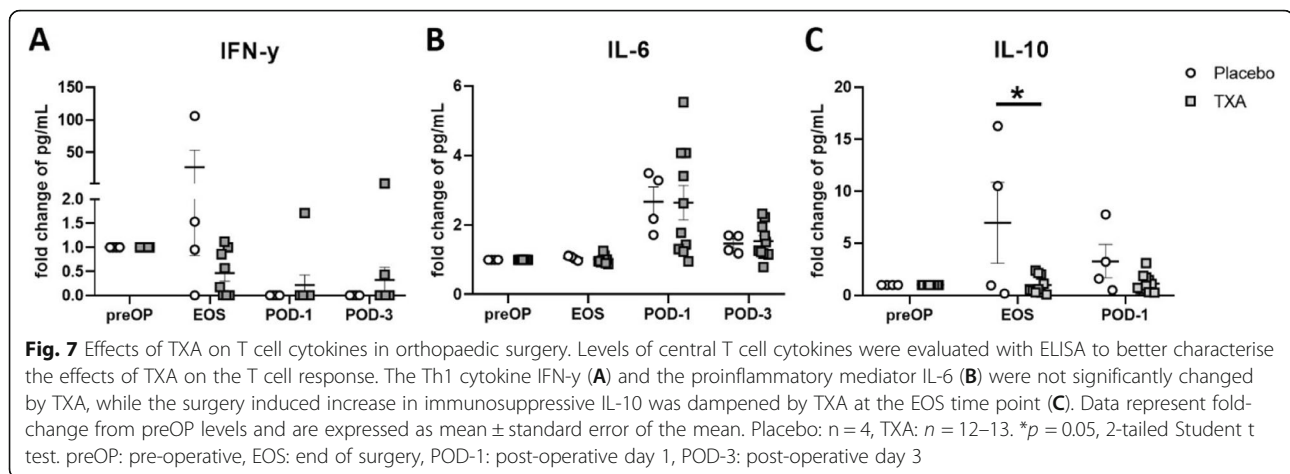 A
IFN-y
fold change of pg/mL
150
100
50
2.0
1.5
1.0
0.5
0.0
preOP EOS POD-1 POD-3
B
IL-6
fold change of pg/mL
6
4
2
0
preOP EOS POD-1 POD-3
C
IL-10
fold change of pg/mL
20
15
10
5
0
*
preOP EOS POD-1
Placebo
TXA
Fig. 7 Effects of TXA on T cell cytokines in orthopaedic surgery. Levels of central T cell cytokines were evaluated with ELISA to better characterise
the effects of TXA on the T cell response. The Th1 cytokine IFN-y (A) and the proinflammatory mediator IL-6 (B) were not significantly changed
by TXA, while the surgery induced increase in immunosuppressive IL-10 was dampened by TXA at the EOS time point (C). Data represent fold-
change from preOP levels and are expressed as mean ± standard error of the mean. Placebo: n = 4, TXA: n = 12–13. *p = 0.05, 2-tailed Student t
test. preOP: pre-operative, EOS: end of surgery, POD-1: post-operative day 1, POD-3: post-operative day 3